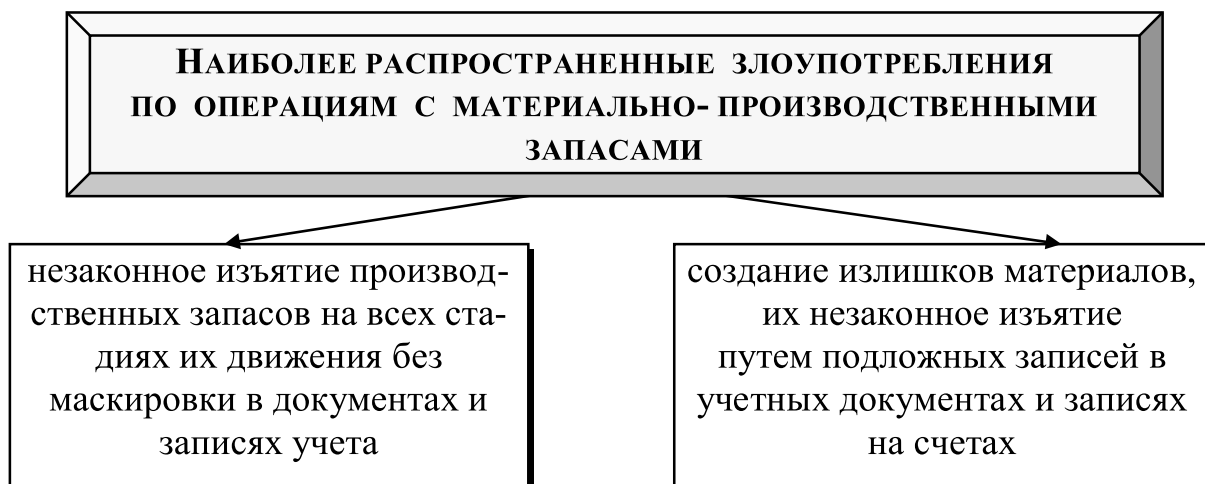 НАИБОЛЕЕ РАСПРОСТРАНЕННЫЕ ЗЛОУПОТРЕБЛЕНИЯ
ПО ОПЕРАЦИЯМ С МАТЕРИАЛЬНО-ПРОИЗВОДСТВЕННЫМИ
ЗАПАСАМИ
незаконное изъятие производ-
ственных запасов на всех ста-
диях их движения без
маскировки в документах и
записях учета
создание излишков материалов,
их незаконное изъятие
путем подложных записей в
учетных документах и записях
на счетах